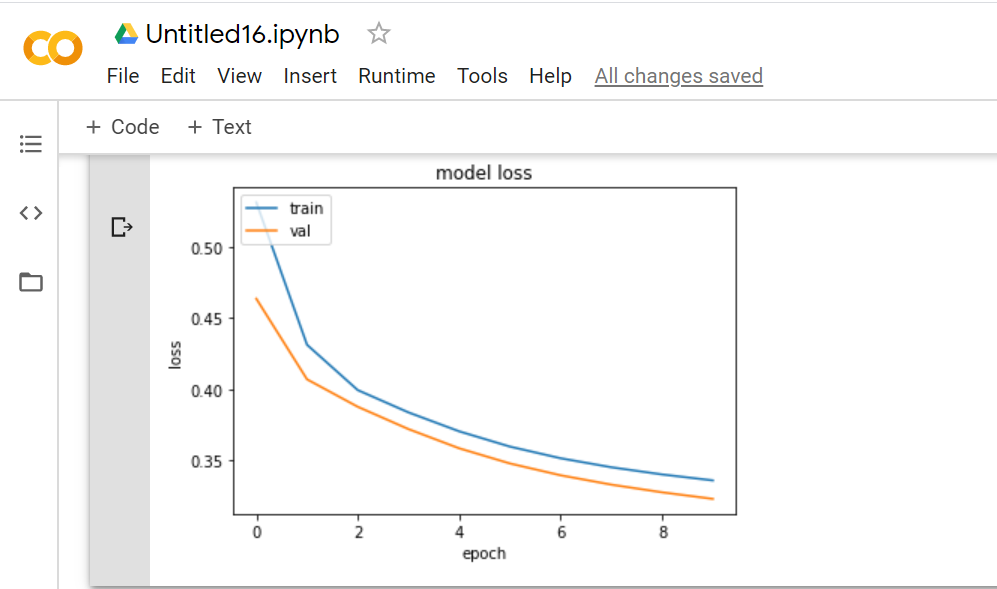 Untitled16.ipynb
File Edit View Insert Runtime Tools Help All changes saved
+ Code + Text
model loss
train
val
0.50
0.45
0.40
0.35
loss
0 2 4 6 8
epoch